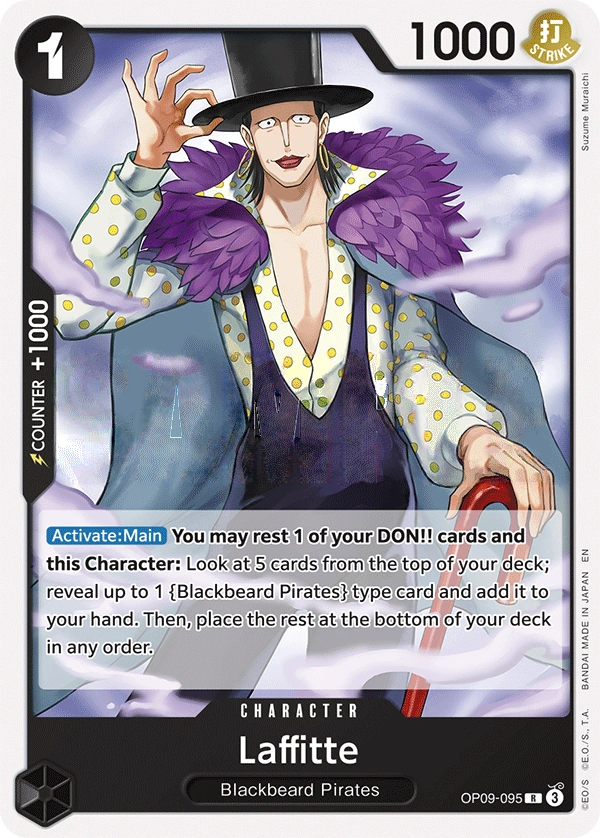 1
1000
打
STRIKE
Suzume Muraichi
COUNTER +1000
Activate:Main You may rest 1 of your DON!! cards and
this Character: Look at 5 cards from the top of your deck;
reveal up to 1 {Blackbeard Pirates} type card and add it to
your hand. Then, place the rest at the bottom of your deck
in any order.
CHARACTER
Laffitte
Blackbeard Pirates
OP09-095 R 3
©EO/S ©E.O./S., T.A. BANDAI MADE IN JAPAN EN